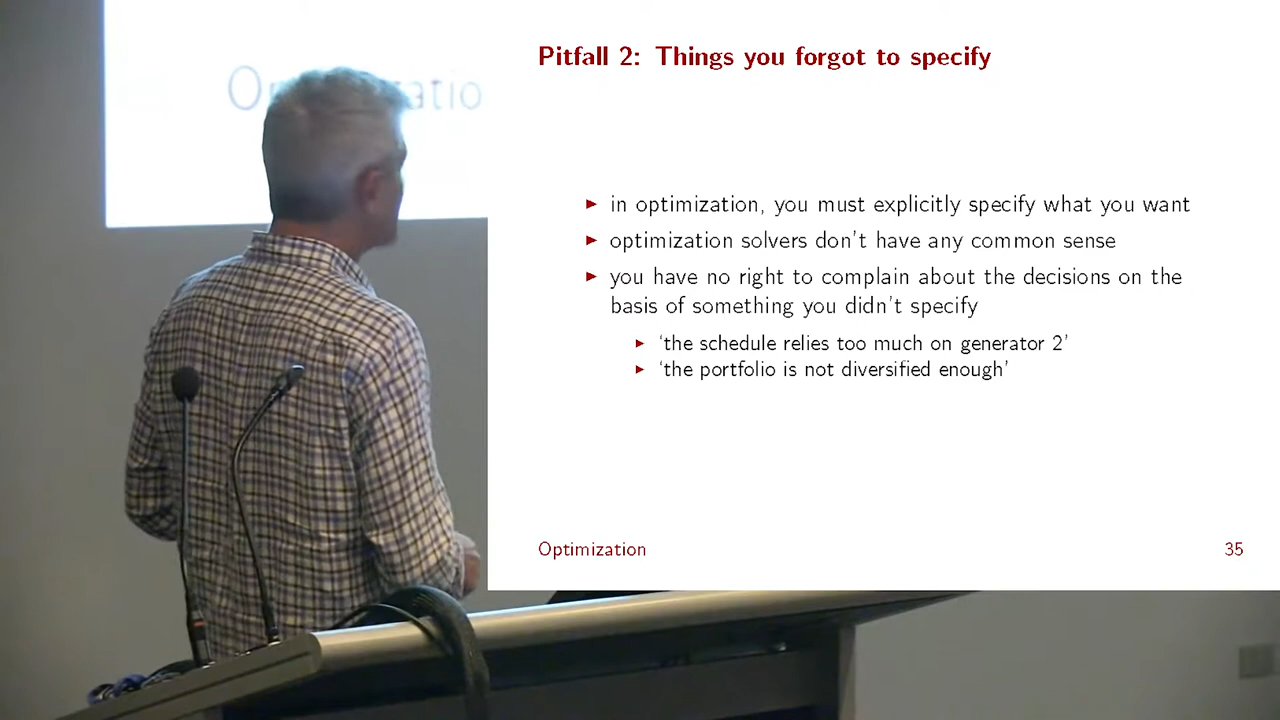 Pitfall 2: Things you forgot to specify
▶ in optimization, you must explicitly specify what you want
▶ optimization solvers don't have any common sense
▶ you have no right to complain about the decisions on the
basis of something you didn't specify
▶ 'the schedule relies too much on generator 2'
▶ 'the portfolio is not diversified enough'
Optimization
35